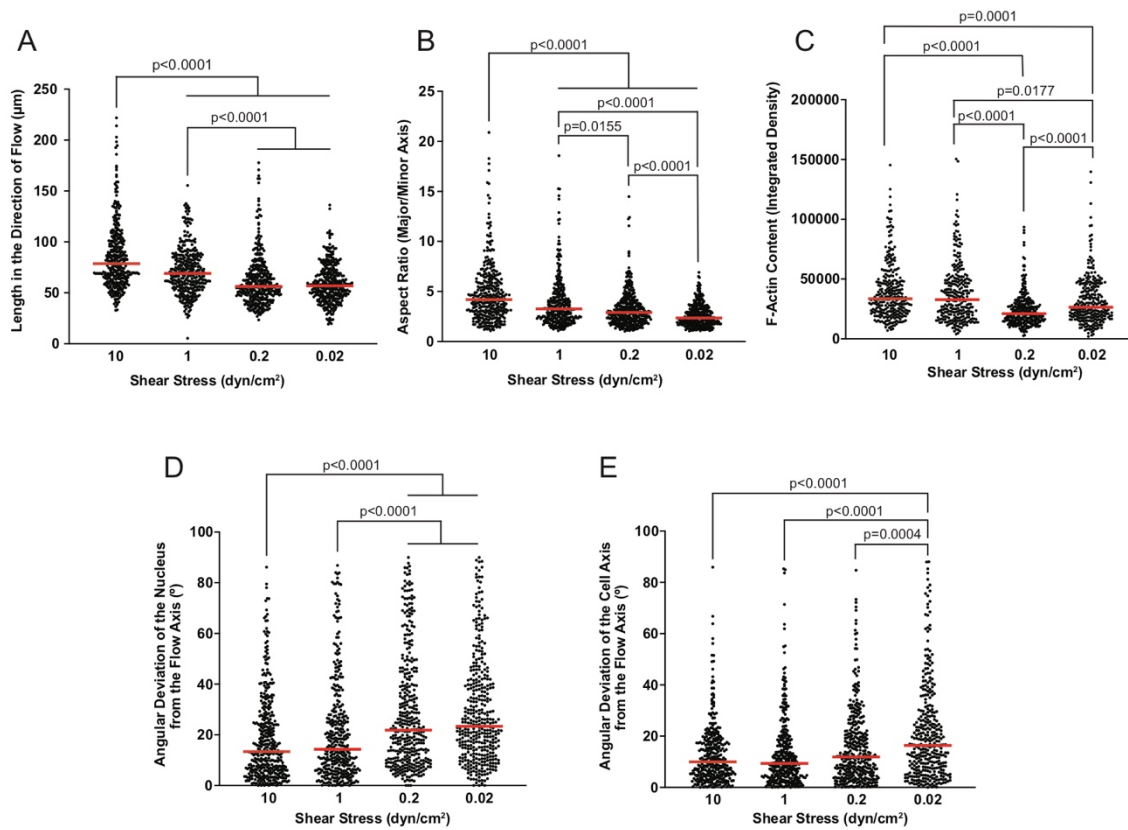 A
p<0.0001
p<0.0001
250
200
150
100
50
0
Length in the Direction of Flow (µm)
10
1
0.2
0.02
Shear Stress (dyn/cm²)
B
p<0.0001
p<0.0001
p=0.0155
p<0.0001
25
20
15
10
5
0
Aspect Ratio (Major/Minor Axis)
10
1
0.2
0.02
Shear Stress (dyn/cm²)
C
p=0.0001
p<0.0001
p=0.0177
p<0.0001
p<0.0001
200000
150000
100000
50000
0
F-Actin Content (Integrated Density)
10
1
0.2
0.02
Shear Stress (dyn/cm²)
D
p<0.0001
p<0.0001
100
80
60
40
20
0
Angular Deviation of the Nucleus
from the Flow Axis (º)
10
1
0.2
0.02
Shear Stress (dyn/cm²)
E
p<0.0001
p<0.0001
p=0.0004
100
80
60
40
20
0
Angular Deviation of the Cell Axis
from the Flow Axis (º)
10
1
0.2
0.02
Shear Stress (dyn/cm²)